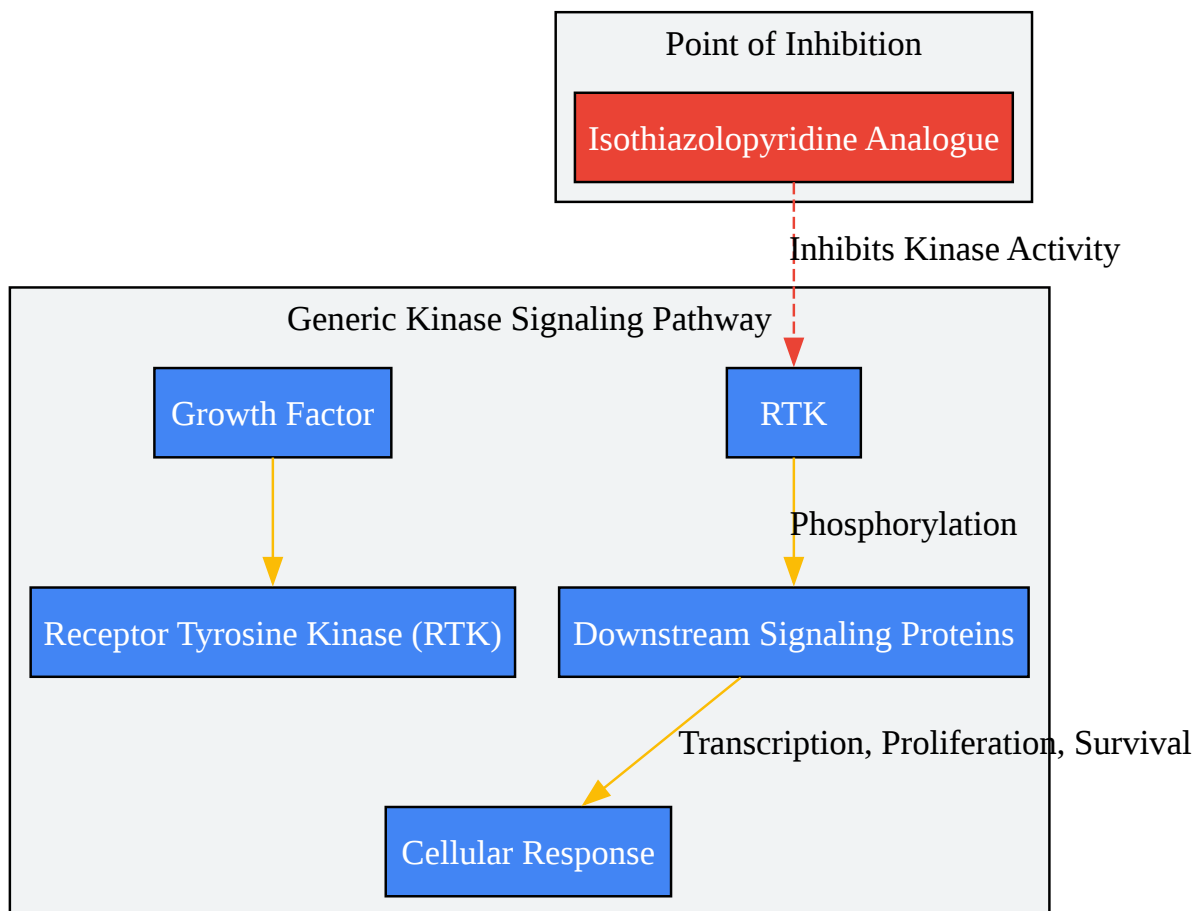 Point of Inhibition
Isothiazolopyridine Analogue
Inhibits Kinase Activity
Generic Kinase Signaling Pathway
Growth Factor
RTK
Phosphorylation
Receptor Tyrosine Kinase (RTK)
Downstream Signaling Proteins
Transcription, Proliferation, Survival
Cellular Response